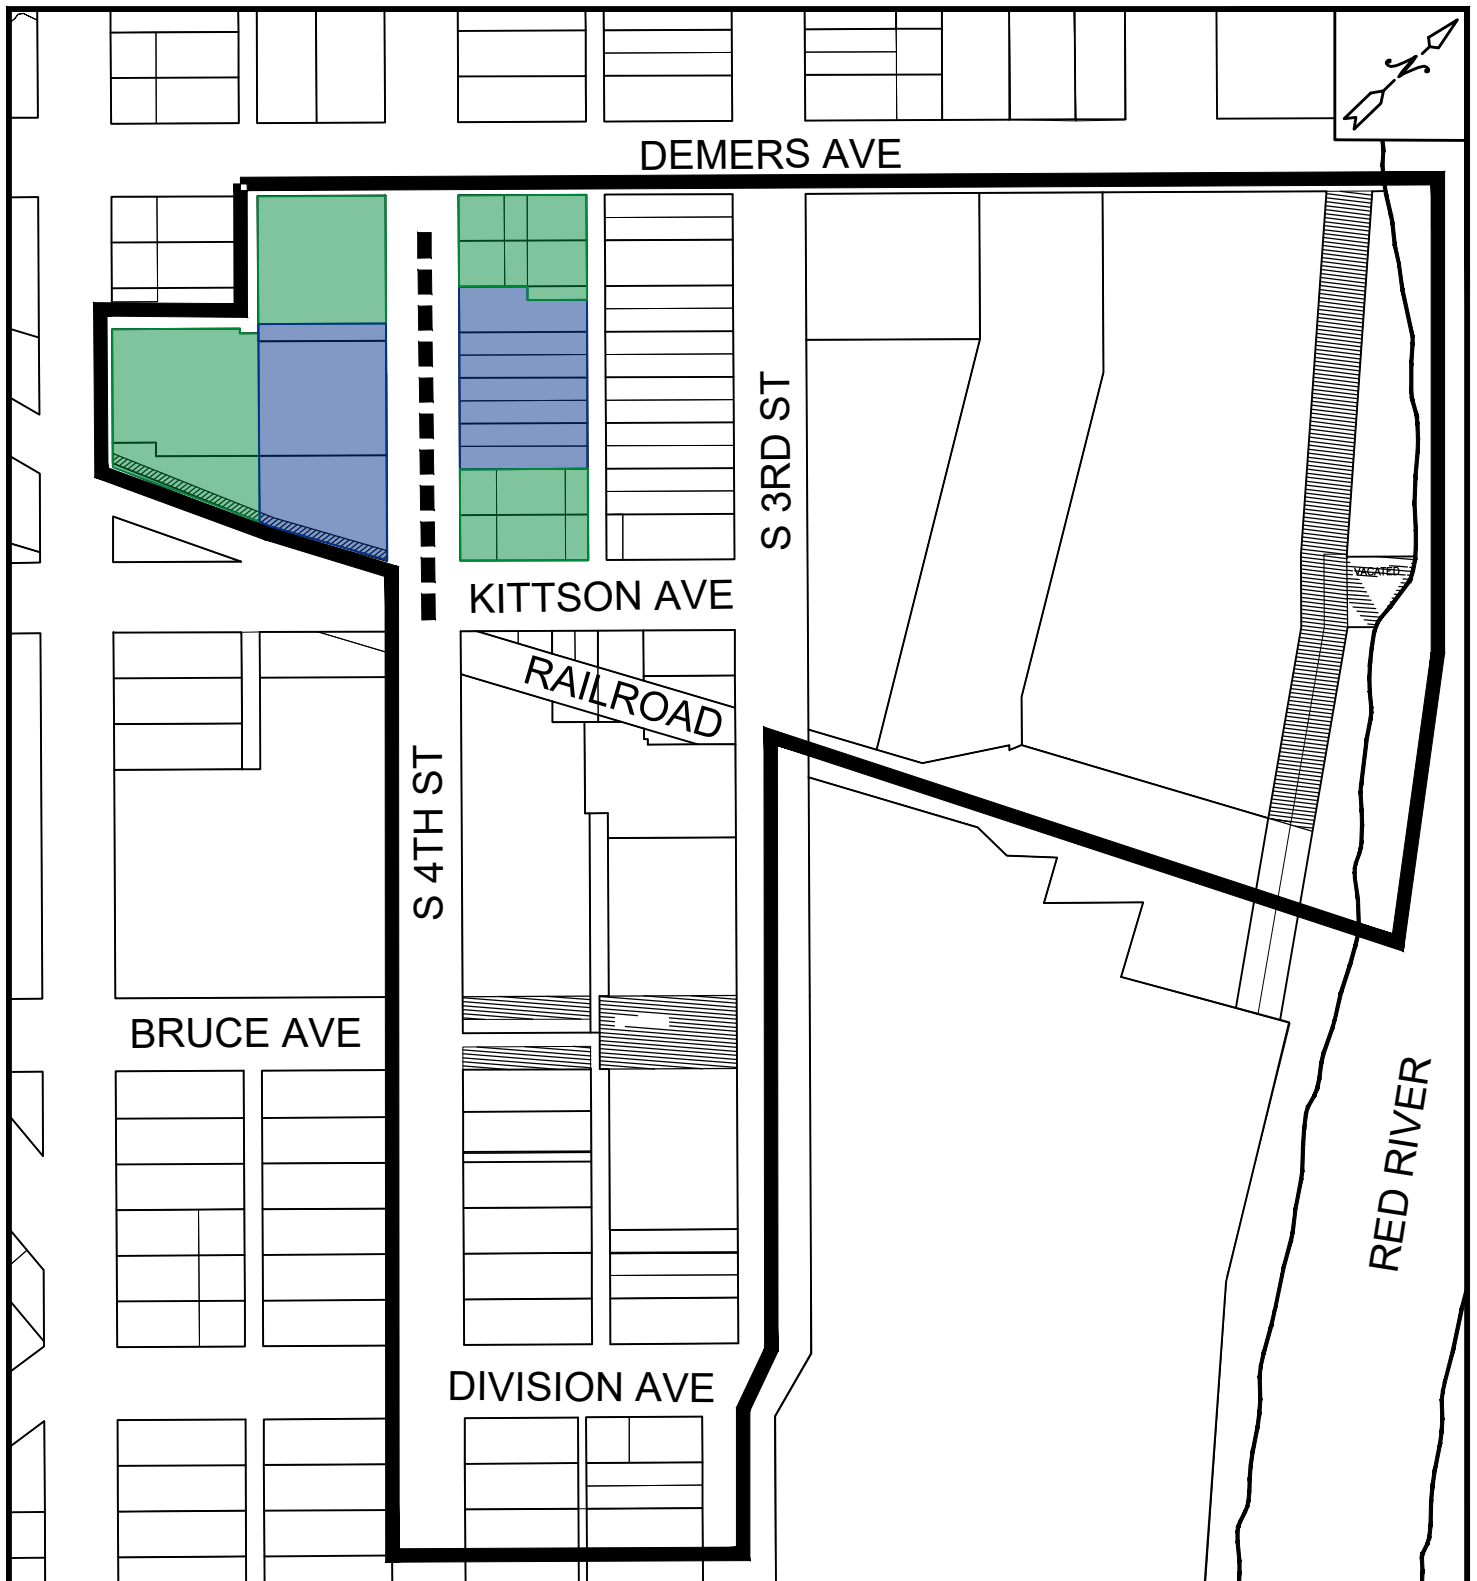 N
DEMERS AVE
S 3RD ST
VACATED
KITTSON AVE
RAILROAD
S 4TH ST
BRUCE AVE
RED RIVER
DIVISION AVE